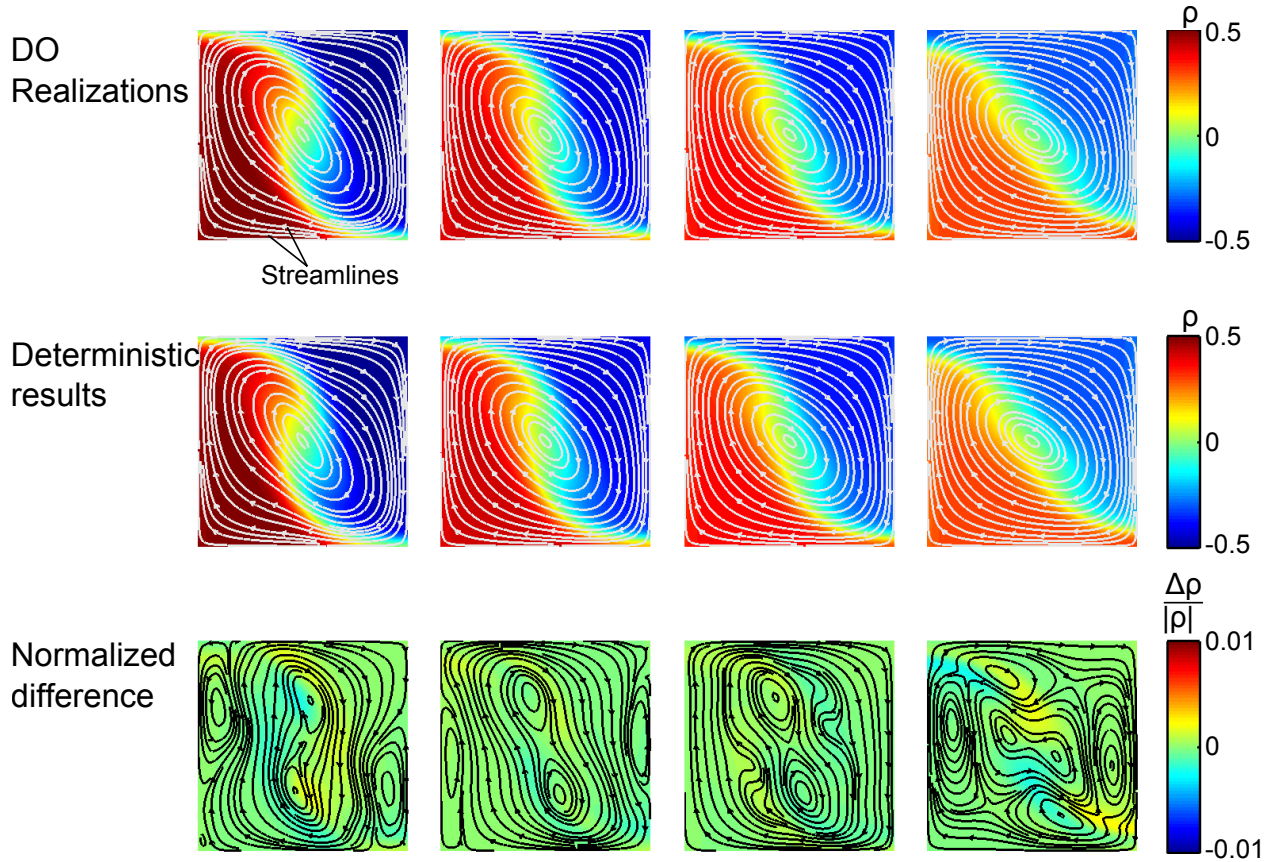 DO
Realizations
ρ
0.5
0
-0.5
Streamlines
Deterministic
results
ρ
0.5
0
-0.5
Normalized
difference
Δρ
|ρ|
0.01
0
-0.01